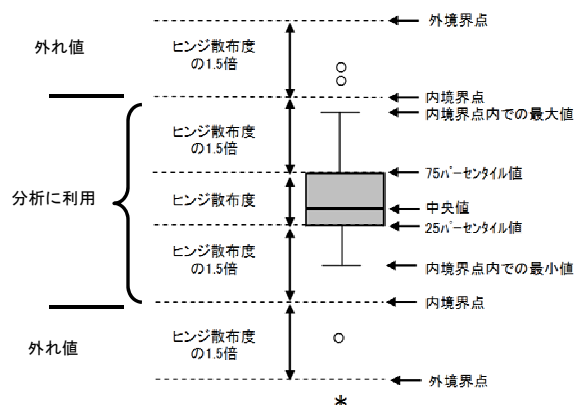 外境界点
外れ値
ヒンジ散布度
の1.5倍
内境界点
内境界点内での最大値
ヒンジ散布度
の1.5倍
75ﾊﾟｰｾﾝﾀｲﾙ値
分析に利用
ヒンジ散布度
中央値
25ﾊﾟｰｾﾝﾀｲﾙ値
ヒンジ散布度
の1.5倍
内境界点内での最小値
内境界点
外れ値
ヒンジ散布度
の1.5倍
外境界点
*